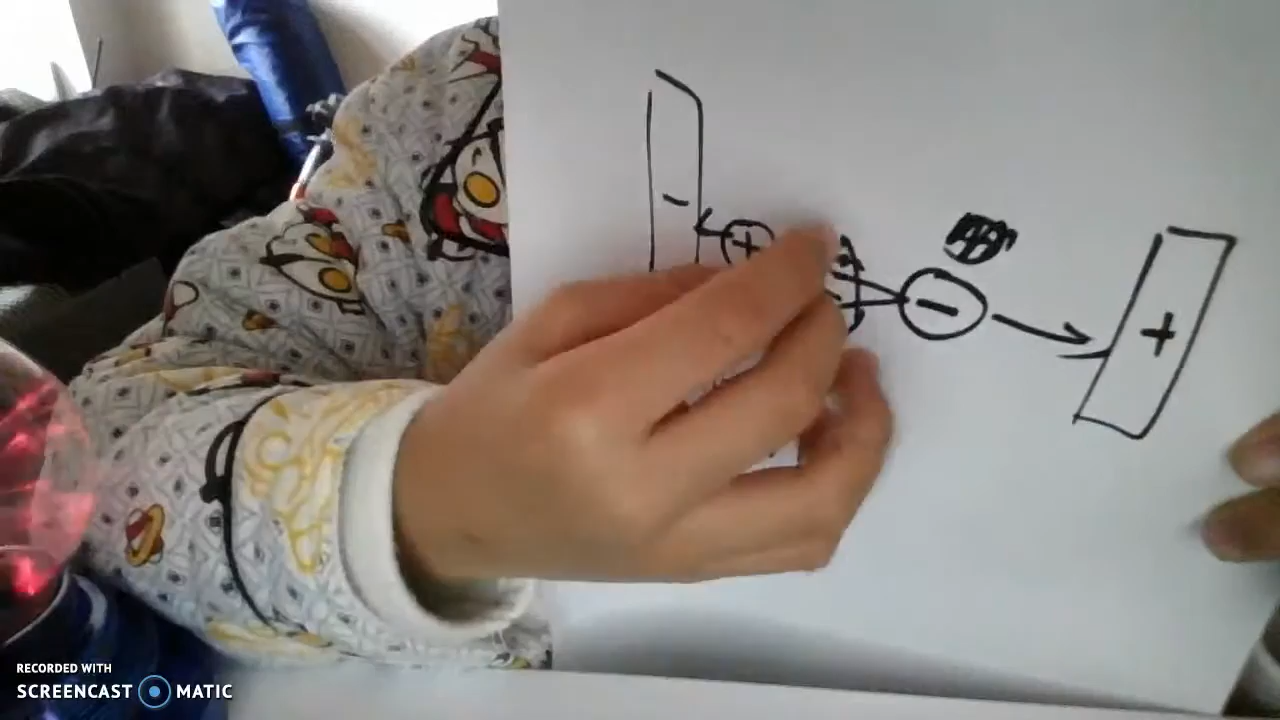 - + - +
RECORDED WITH
SCREENCAST MATIC